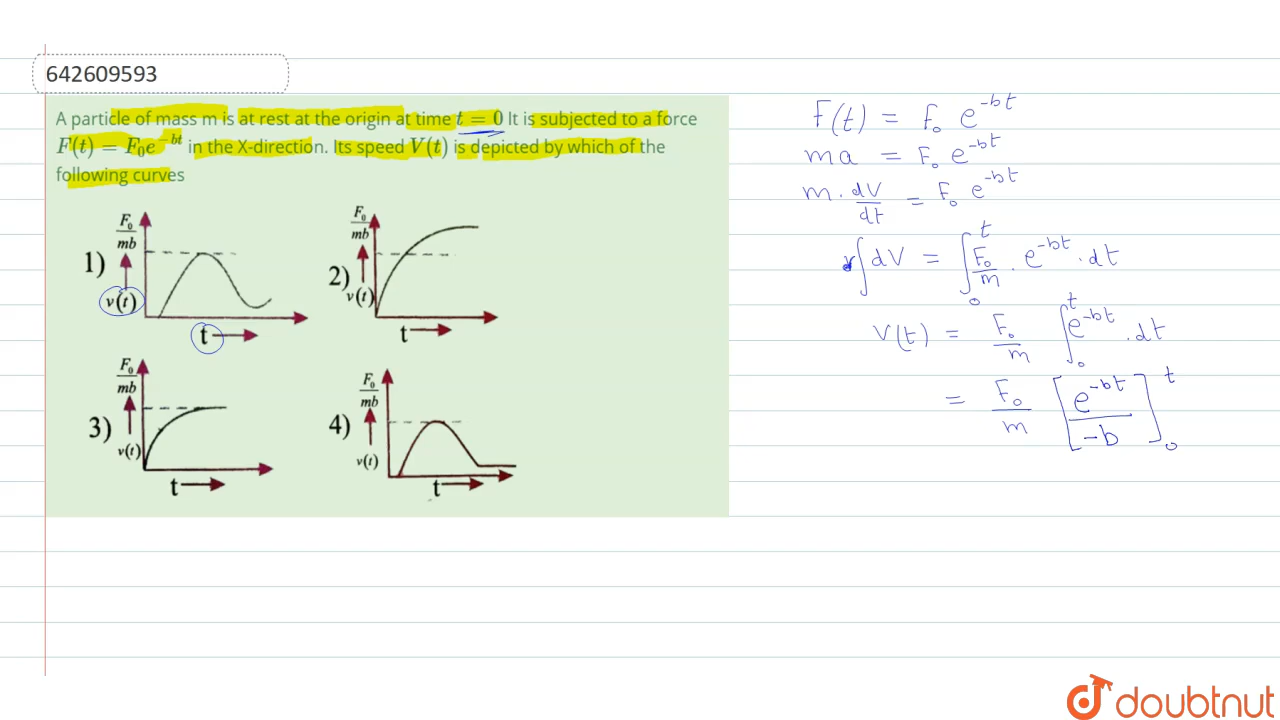 642609593
A particle of mass m is at rest at the origin at time t = 0 It is subjected to a force
F(t) = F₀e^{-bt} in the X-direction. Its speed V(t) is depicted by which of the
following curves
1) F₀/mb v(t) t
2) F₀/mb v(t) t
3) F₀/mb v(t) t
4) F₀/mb v(t) t
F(t) = F₀ e^{-bt}
ma = F₀ e^{-bt}
m. dV/dt = F₀ e^{-bt}
∫dV = ∫₀ᵗ F₀/m . e^{-bt} .dt
V(t) = F₀/m ∫₀ᵗ e^{-bt} .dt
= F₀/m [e^{-bt}/-b]₀ᵗ
doubtnut